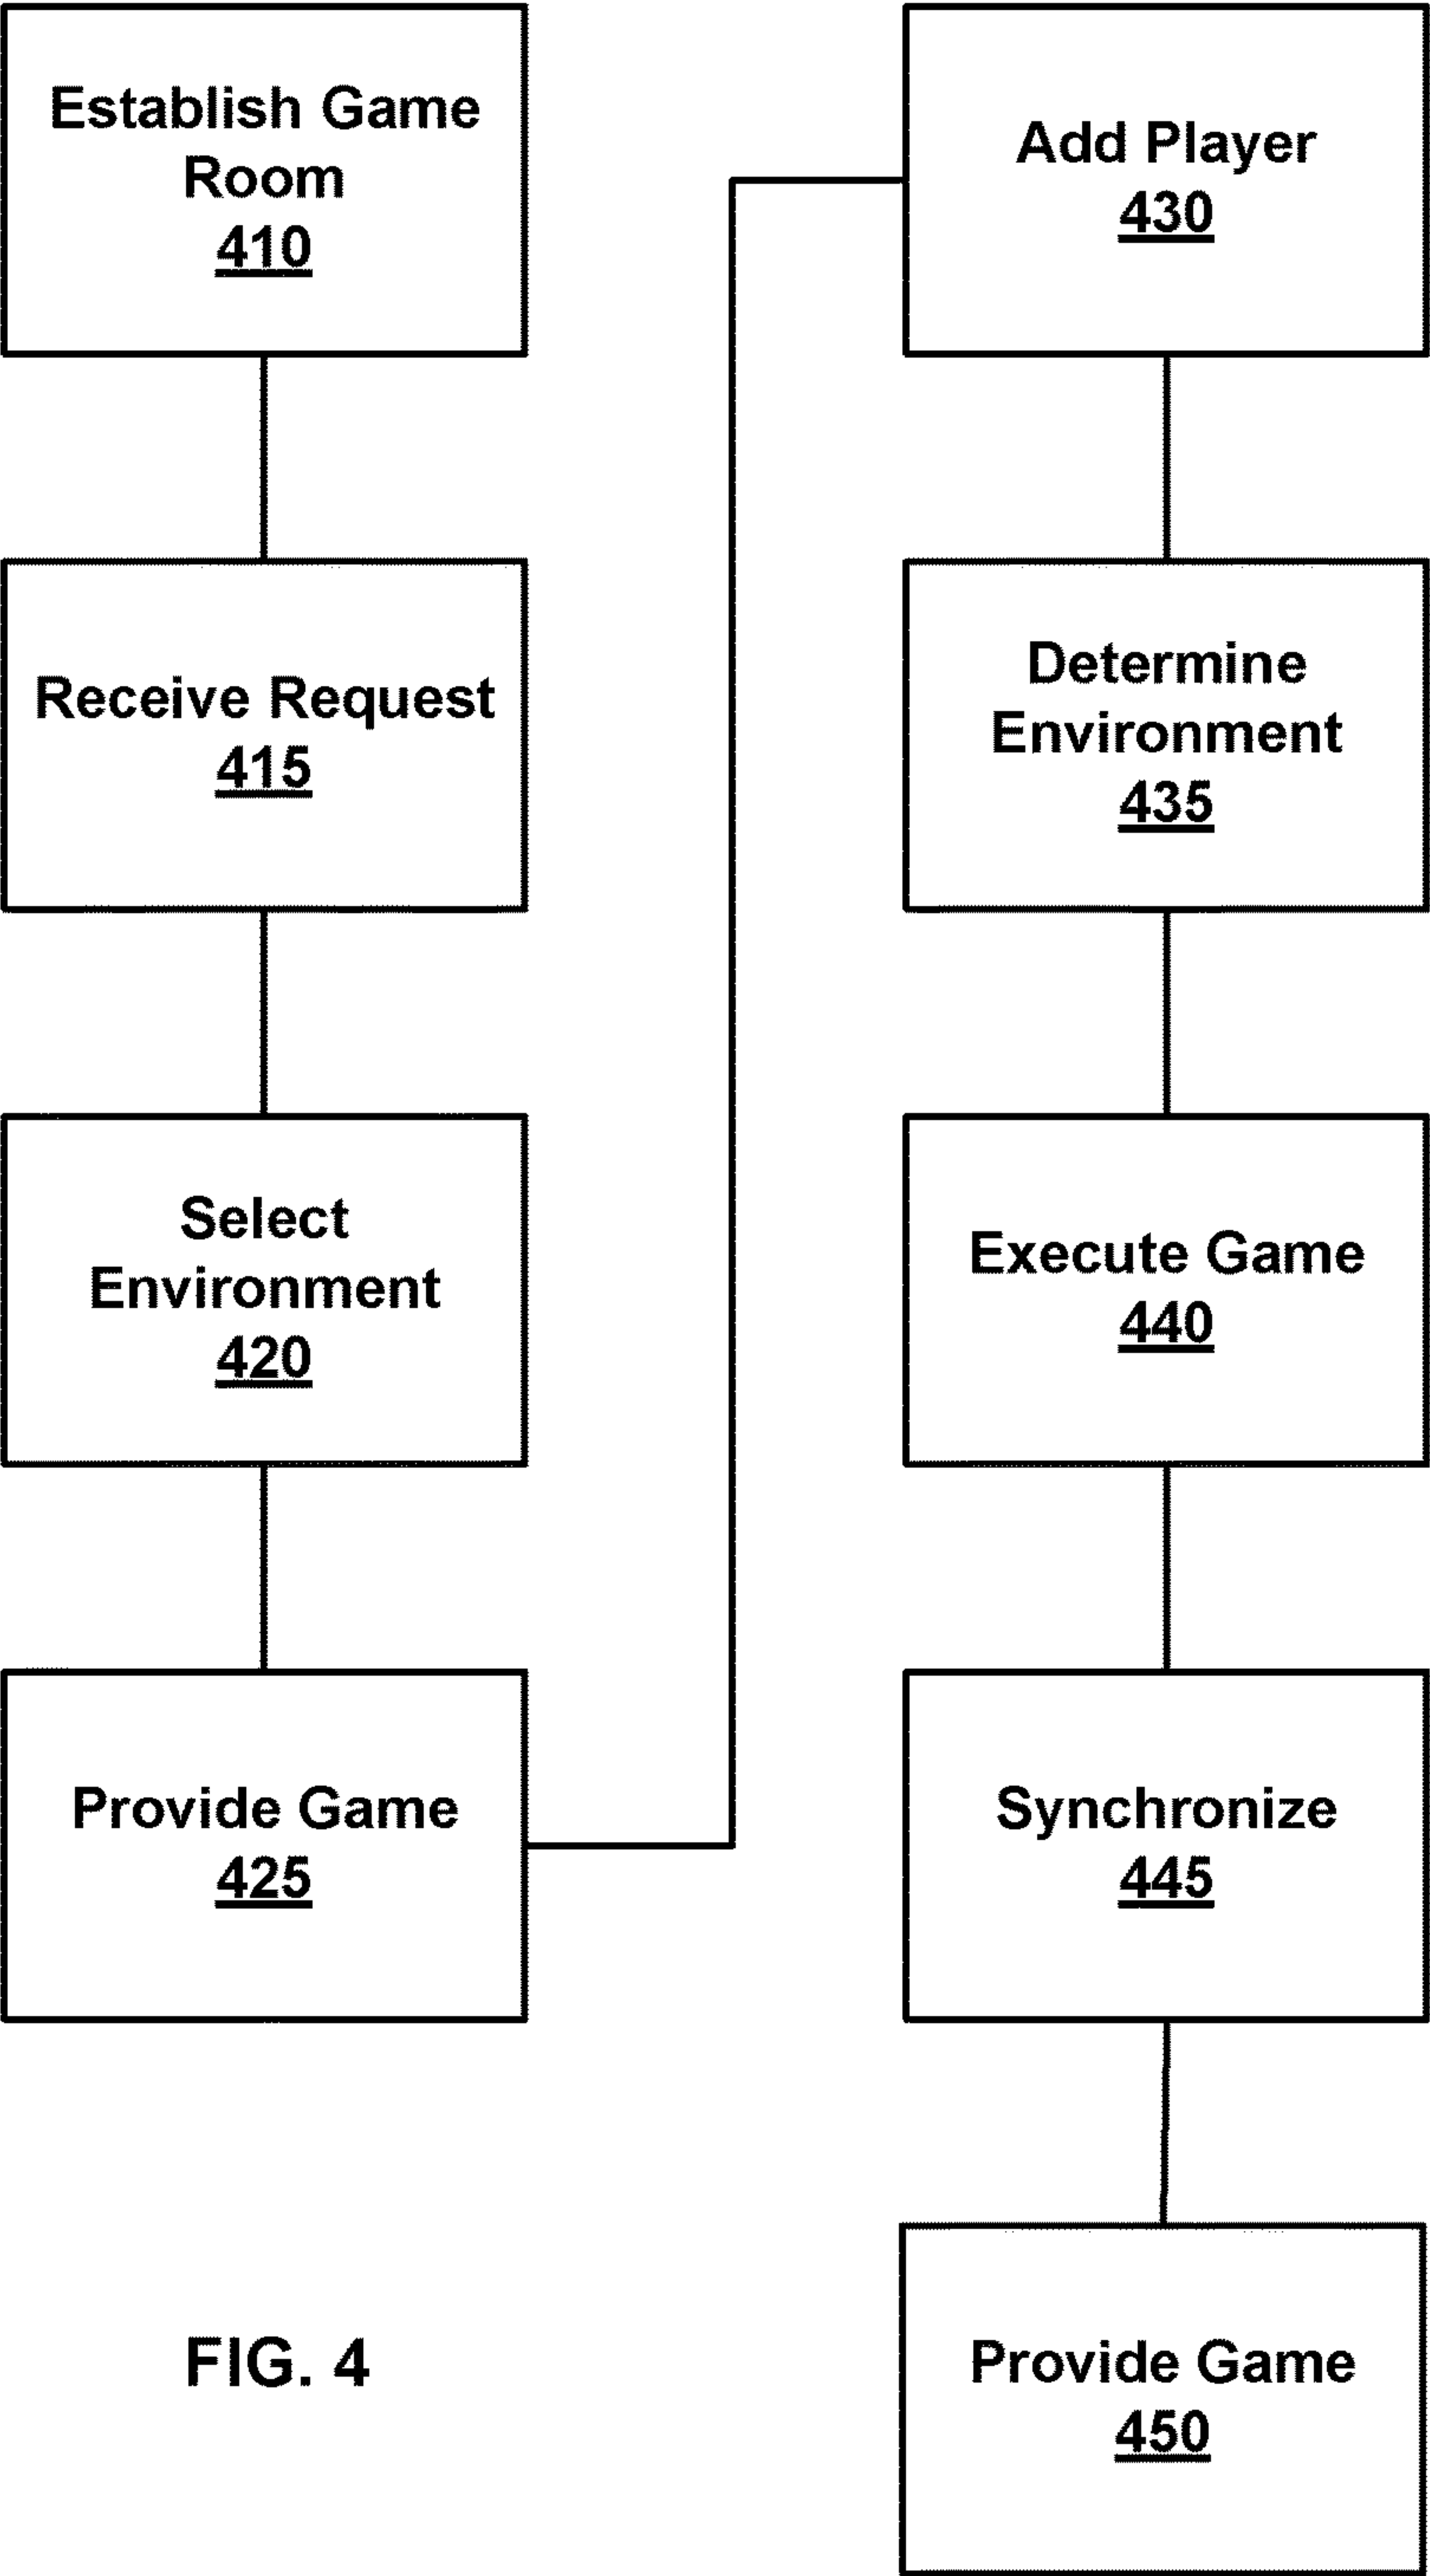 Establish Game
Room
410
Receive Request
415
Select
Environment
420
Provide Game
425
Add Player
430
Determine
Environment
435
Execute Game
440
Synchronize
445
Provide Game
450
FIG. 4